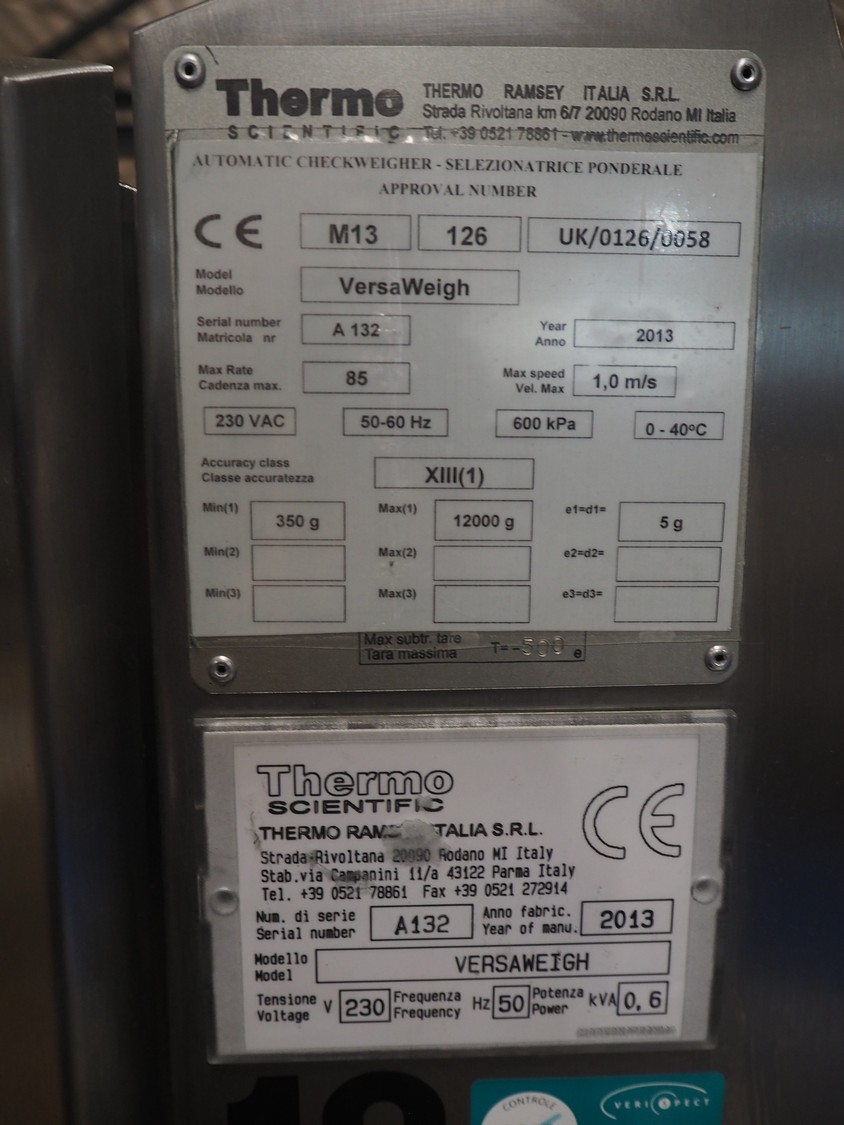 Thermo
SCIENTIFIC
THERMO RAMSEY ITALIA S.R.L.
Strada Rivoltana km 6/7 20090 Rodano MI Italia
Tel. +39 0521 78861 - www.thermoscientific.com
AUTOMATIC CHECKWEIGHER - SELEZIONATRICE PONDERALE
APPROVAL NUMBER
CE M13 126 UK/0126/0058
Model
Modello
VersaWeigh
Serial number
Matricola nr
A 132
Year
Anno
2013
Max Rate
Cadenza max.
85
Max speed
Vel. Max
1,0 m/s
230 VAC 50-60 Hz 600 kPa 0 - 40ºC
Accuracy class
Classe accuratezza
XIII(1)
Min(1) 350 g Max(1) 12000 g e1=d1= 5 g
Min(2) Max(2) e2=d2=
Min(3) Max(3) e3=d3=
Max subtr. tare
Tara massima
T=-500 e
Thermo
SCIENTIFIC
CE
THERMO ITALIA S.R.L.
Strada Rivoltana 20090 Rodano MI Italy
Stab.via Campanini 11/a 43122 Parma Italy
Tel. +39 0521 78861 Fax +39 0521 272914
Num. di serie
Serial number
A132
Anno fabric.
Year of manu.
2013
Modello
Model
VERSAWEIGH
Tensione
Voltage
V 230
Frequenza
Frequency
Hz 50
Potenza
Power
kVA 0,6
CONTROLE
VERISPECT